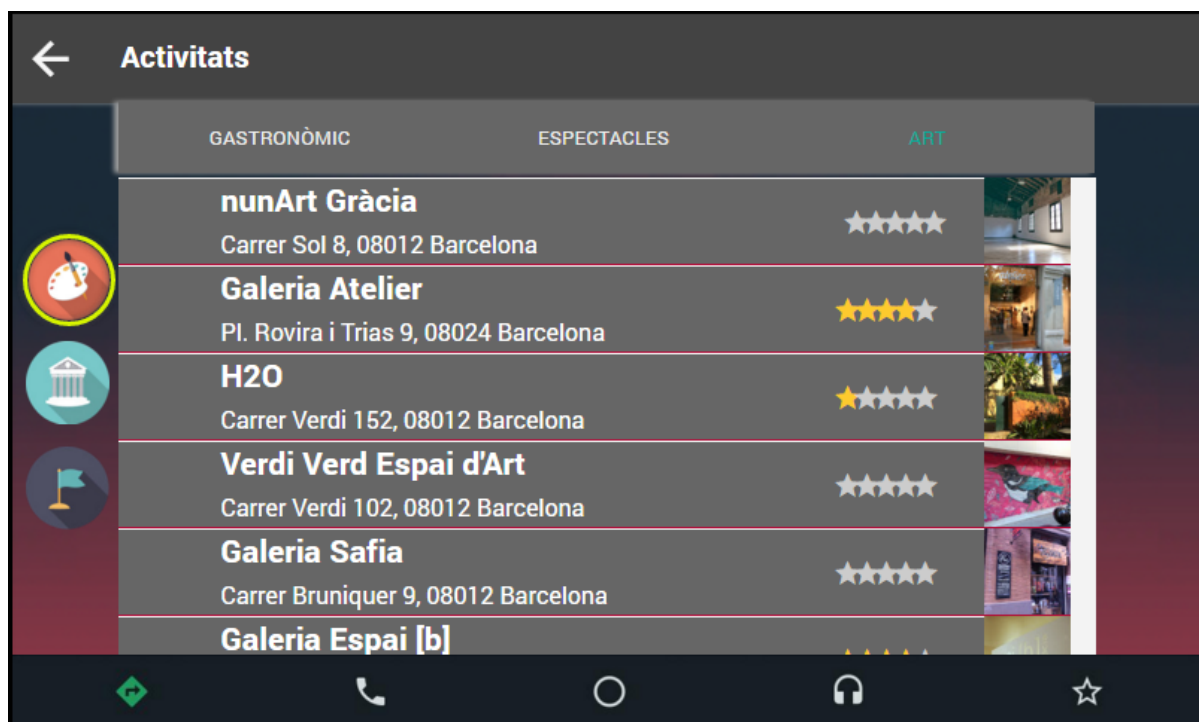 Activitats
GASTRONÒMIC ESPECTACLES ART
nunArt Gràcia
Carrer Sol 8, 08012 Barcelona
Galeria Atelier
Pl. Rovira i Trias 9, 08024 Barcelona
H2O
Carrer Verdi 152, 08012 Barcelona
Verdi Verd Espai d'Art
Carrer Verdi 102, 08012 Barcelona
Galeria Safia
Carrer Bruniquer 9, 08012 Barcelona
Galeria Espai [b]